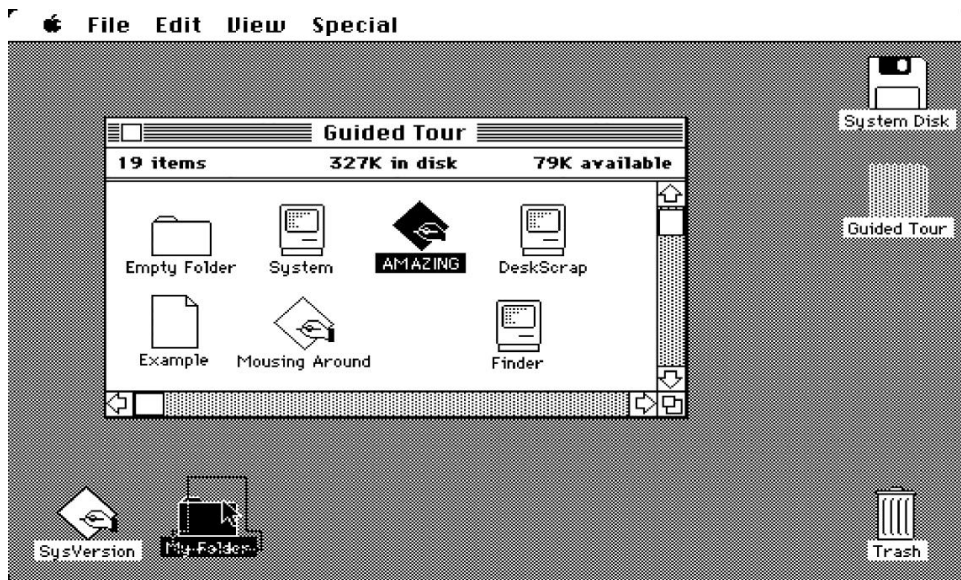 File Edit View Special
System Disk
Guided Tour
19 items 327K in disk 79K available
Guided Tour
Empty Folder System AMAZING DeskScrap
Example Mousing Around Finder
SysVersion My Folder Trash